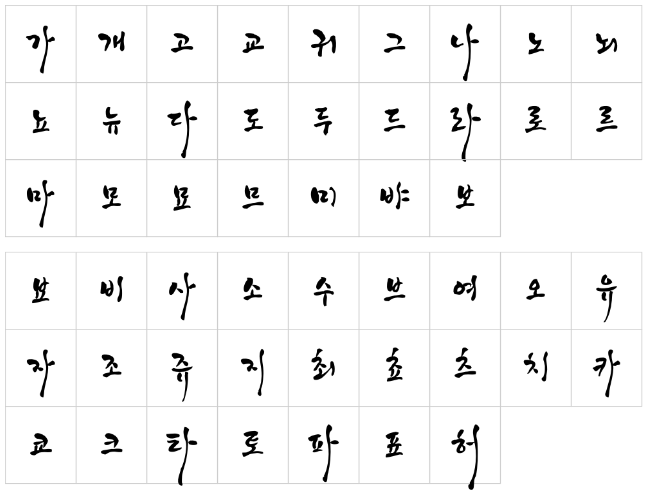 가 개 고 교 귀 그 나 노 뇌
뇨 뉴 다 도 두 드 라 로 르
마 모 묘 므 미 뱌 보
뵤 비 사 소 수 브 여 오 유
자 조 쥬 지 최 쵸 츠 치 카
쿄 크 타 토 파 표 허